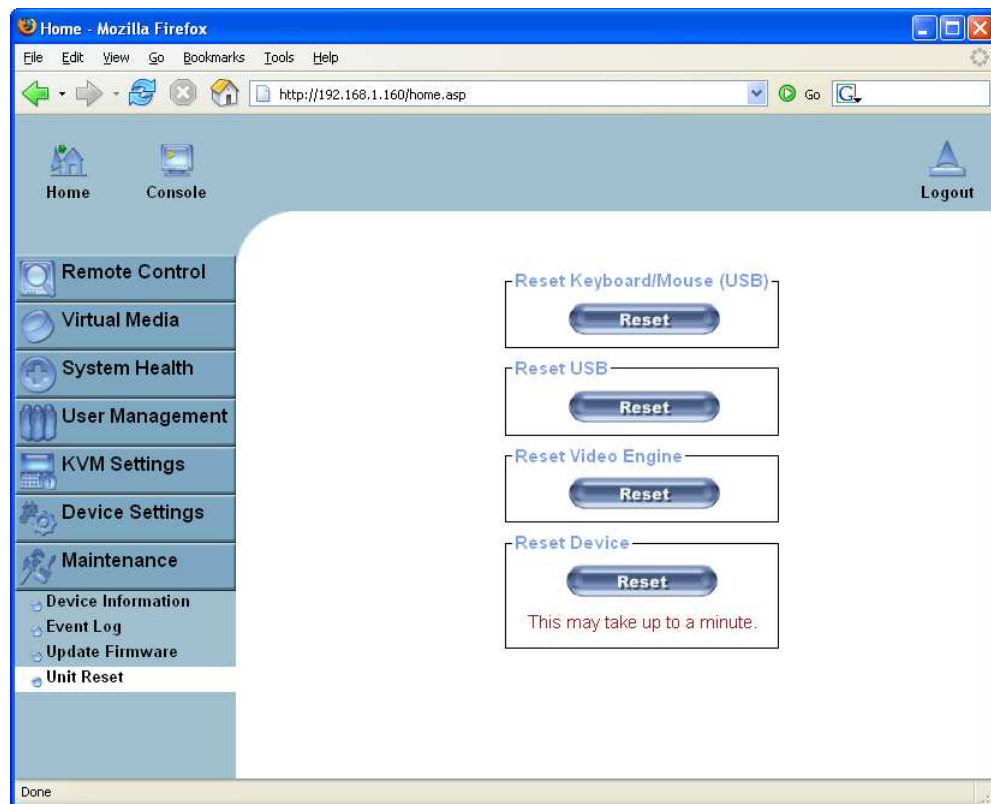 Home - Mozilla Firefox
File Edit View Go Bookmarks Tools Help
http://192.168.1.160/home.asp Go G
Home Console Logout
Remote Control
Virtual Media
System Health
User Management
KVM Settings
Device Settings
Maintenance
Device Information
Event Log
Update Firmware
Unit Reset
Reset Keyboard/Mouse (USB)
Reset
Reset USB
Reset
Reset Video Engine
Reset
Reset Device
Reset
This may take up to a minute.
Done